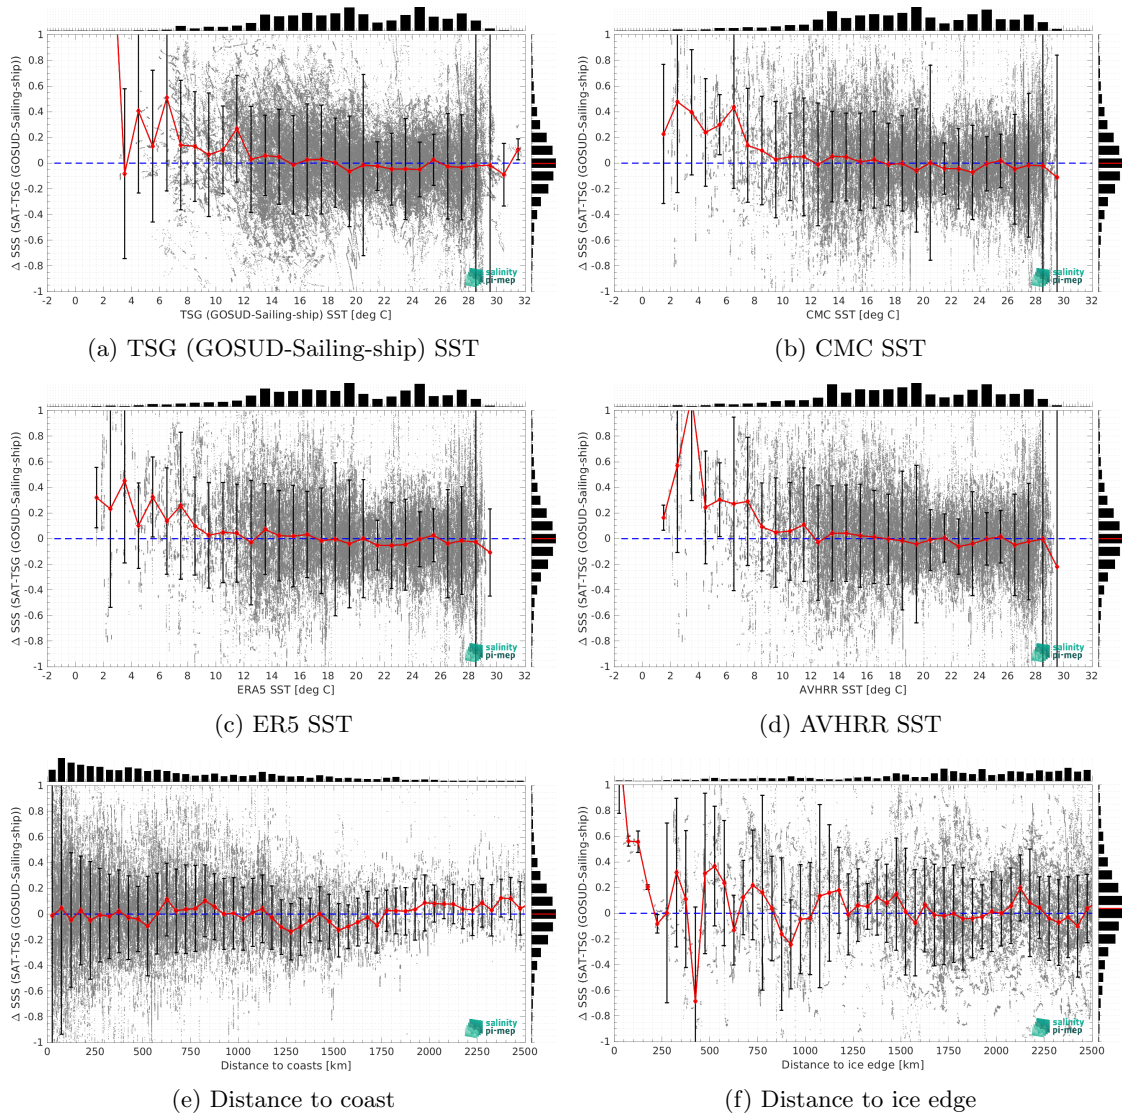 Δ SSS (SAT-TSG (GOSUD-Sailing-ship))
1
0.8
0.6
0.4
0.2
0
-0.2
-0.4
-0.6
-0.8
-1
salinity
pi-mep
-2 0 2 4 6 8 10 12 14 16 18 20 22 24 26 28 30 32
TSG (GOSUD-Sailing-ship) SST [deg C]
(a) TSG (GOSUD-Sailing-ship) SST
Δ SSS (SAT-TSG (GOSUD-Sailing-ship))
1
0.8
0.6
0.4
0.2
0
-0.2
-0.4
-0.6
-0.8
-1
salinity
pi-mep
-2 0 2 4 6 8 10 12 14 16 18 20 22 24 26 28 30 32
CMC SST [deg C]
(b) CMC SST
Δ SSS (SAT-TSG (GOSUD-Sailing-ship))
1
0.8
0.6
0.4
0.2
0
-0.2
-0.4
-0.6
-0.8
-1
salinity
pi-mep
-2 0 2 4 6 8 10 12 14 16 18 20 22 24 26 28 30 32
ERA5 SST [deg C]
(c) ER5 SST
Δ SSS (SAT-TSG (GOSUD-Sailing-ship))
1
0.8
0.6
0.4
0.2
0
-0.2
-0.4
-0.6
-0.8
-1
salinity
pi-mep
-2 0 2 4 6 8 10 12 14 16 18 20 22 24 26 28 30 32
AVHRR SST [deg C]
(d) AVHRR SST
Δ SSS (SAT-TSG (GOSUD-Sailing-ship))
1
0.8
0.6
0.4
0.2
0
-0.2
-0.4
-0.6
-0.8
-1
salinity
pi-mep
0 250 500 750 1000 1250 1500 1750 2000 2250 2500
Distance to coasts [km]
(e) Distance to coast
Δ SSS (SAT-TSG (GOSUD-Sailing-ship))
1
0.8
0.6
0.4
0.2
0
-0.2
-0.4
-0.6
-0.8
-1
salinity
pi-mep
0 250 500 750 1000 1250 1500 1750 2000 2250 2500
Distance to ice edge [km]
(f) Distance to ice edge